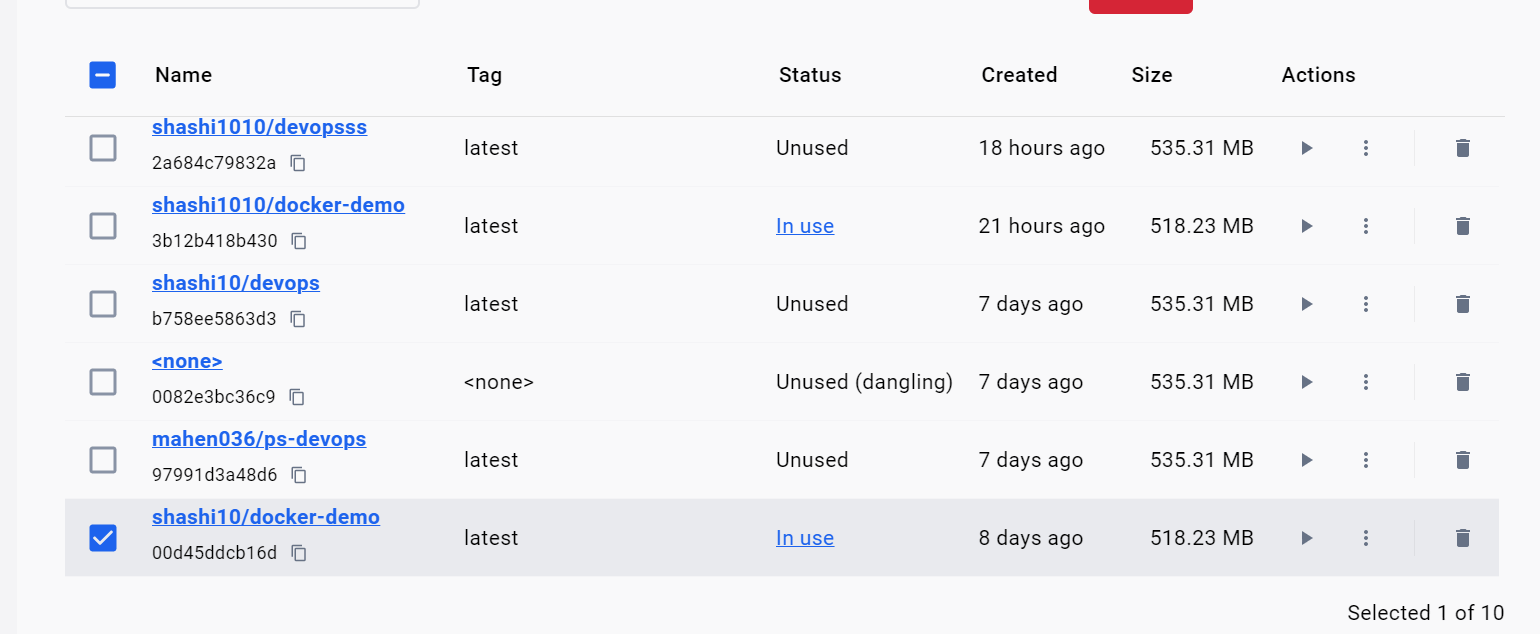 Name Tag Status Created Size Actions
shashi1010/devopsss
2a684c79832a latest Unused 18 hours ago 535.31 MB
shashi1010/docker-demo
3b12b418b430 latest In use 21 hours ago 518.23 MB
shashi10/devops
b758ee5863d3 latest Unused 7 days ago 535.31 MB
<none>
0082e3bc36c9 <none> Unused (dangling) 7 days ago 535.31 MB
mahen036/ps-devops
97991d3a48d6 latest Unused 7 days ago 535.31 MB
shashi10/docker-demo
00d45ddcb16d latest In use 8 days ago 518.23 MB
Selected 1 of 10